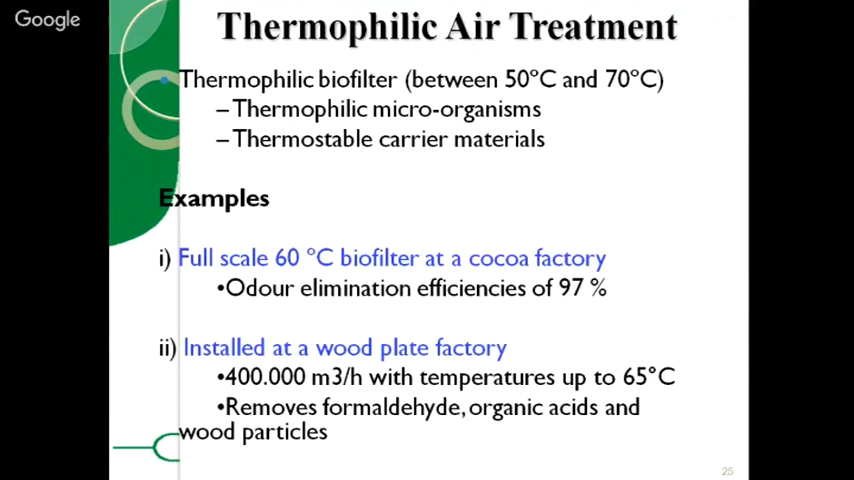 Google
Thermophilic Air Treatment
• Thermophilic biofilter (between 50°C and 70°C)
– Thermophilic micro-organisms
– Thermostable carrier materials
Examples
i) Full scale 60 °C biofilter at a cocoa factory
•Odour elimination efficiencies of 97 %
ii) Installed at a wood plate factory
•400.000 m3/h with temperatures up to 65°C
•Removes formaldehyde, organic acids and
wood particles
25